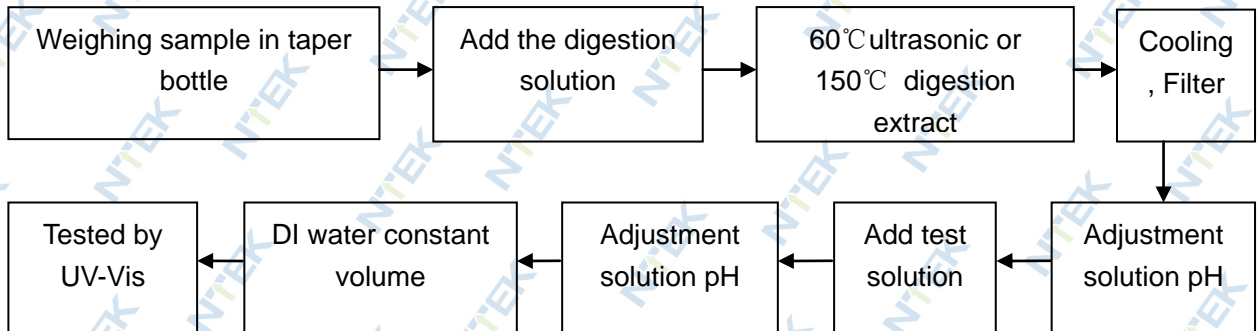 Weighing sample in taper
bottle
Add the digestion
solution
60℃ultrasonic or
150℃ digestion
extract
Cooling
, Filter
Adjustment
solution pH
Add test
solution
Adjustment
solution pH
DI water constant
volume
Tested by
UV-Vis
NTEK